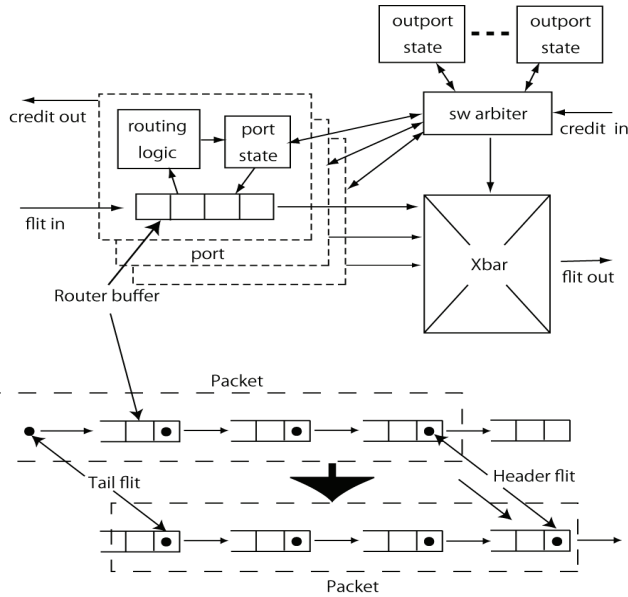 outport
state
outport
state
credit out
routing
logic
port
state
sw arbiter
credit in
flit in
port
Xbar
flit out
Router buffer
Packet
Tail flit
Header flit
Packet